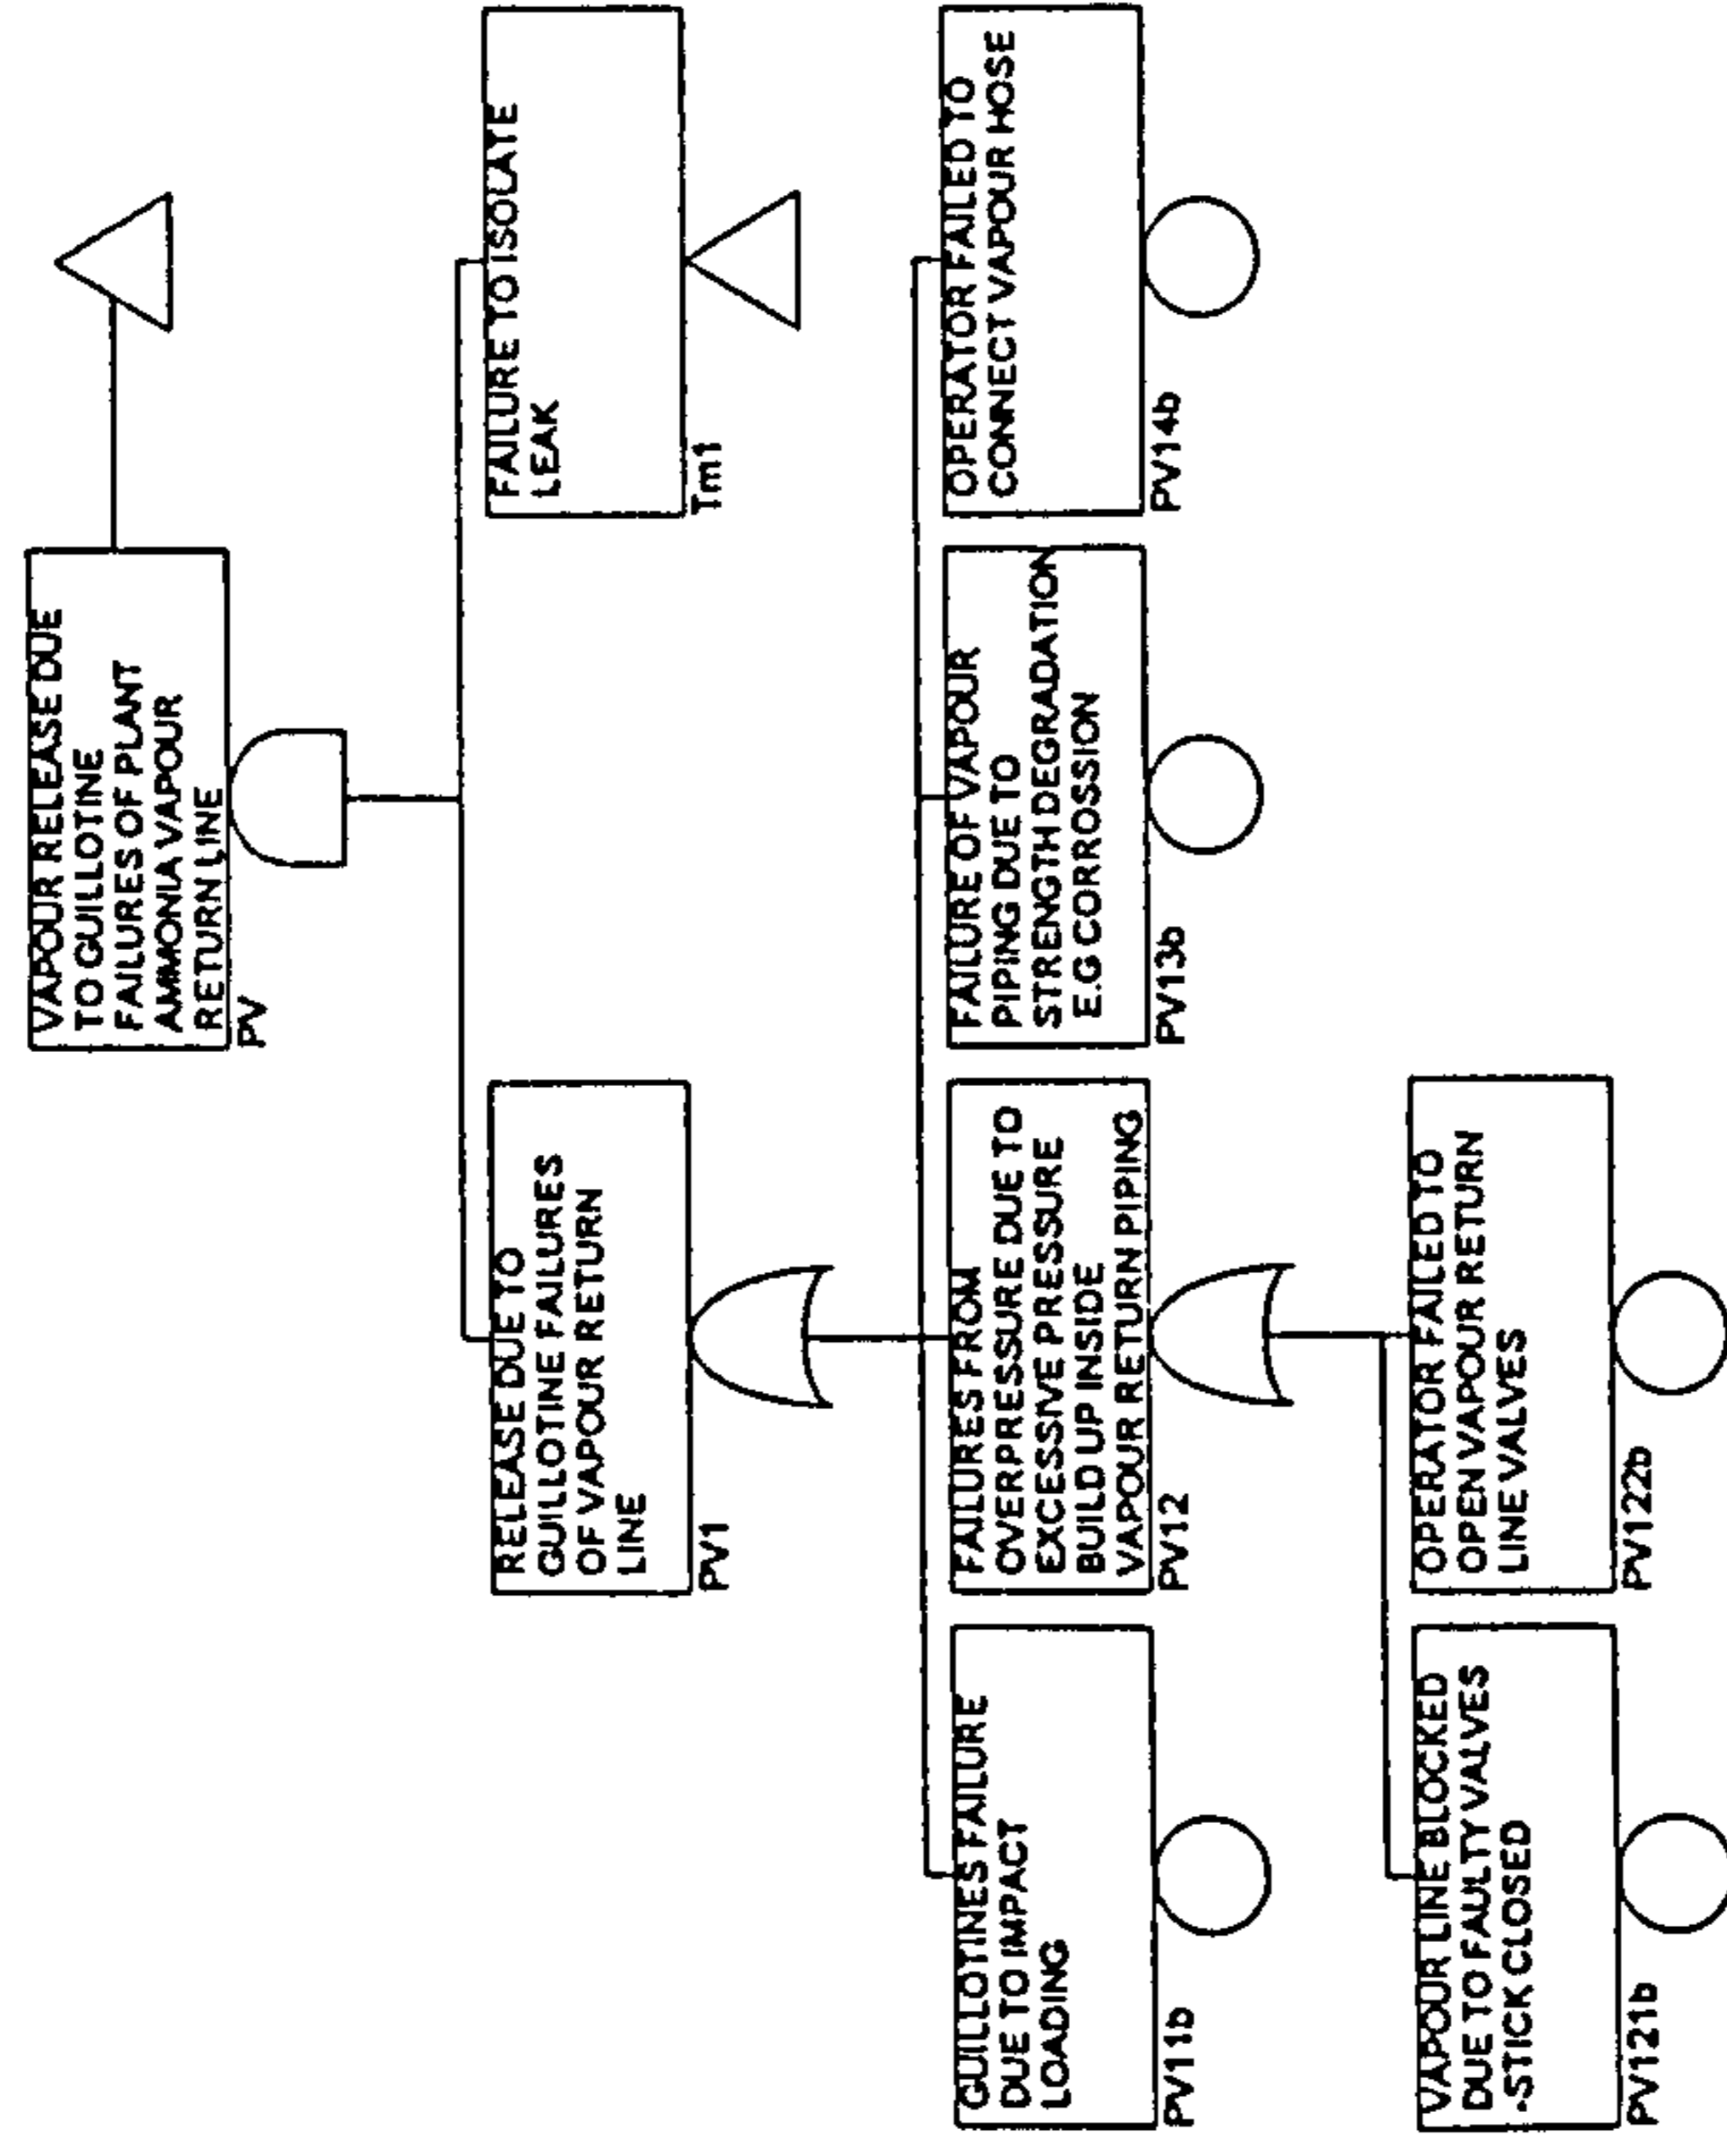 VAPOUR RELEASE DUE
TO GUILLOTINE
FAILURES OF PLANT
AMMONIA VAPOUR
RETURN LINE
PV
RELEASE DUE TO
GUILLOTINE FAILURES
OF VAPOUR RETURN
LINE
PV1
FAILURE TO ISOLATE
LEAK
Tm1
GUILLOTINES FAILURE
DUE TO IMPACT
LOADING
PV11b
FAILURES FROM
OVERPRESSURE DUE TO
EXCESSIVE PRESSURE
BUILD UP INSIDE
VAPOUR RETURN PIPING
PV12
FAILURE OF VAPOUR
PIPING DUE TO
STRENGTH DEGRADATION
E.G CORROSSION
PV13b
OPERATOR FAILED TO
CONNECT VAPOUR HOSE
PV14b
VAPOUR LINE BLOCKED
DUE TO FAULTY VALVES
-STICK CLOSED
PV121b
OPERATOR FAILED TO
OPEN VAPOUR RETURN
LINE VALVES
PV122b